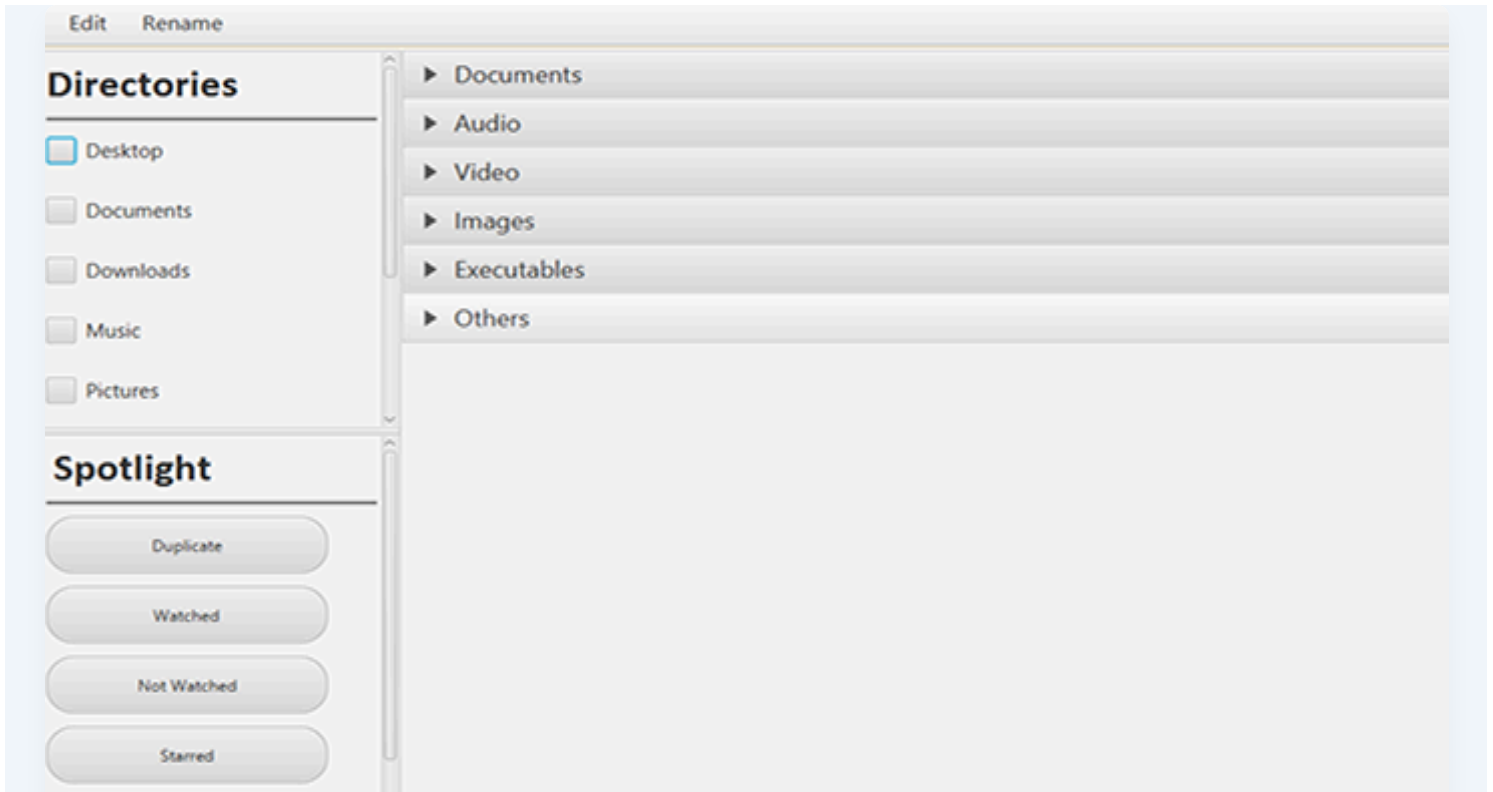 Edit Rename
Directories
Desktop
Documents
Downloads
Music
Pictures
Spotlight
Duplicate
Watched
Not Watched
Starred
Documents
Audio
Video
Images
Executables
Others